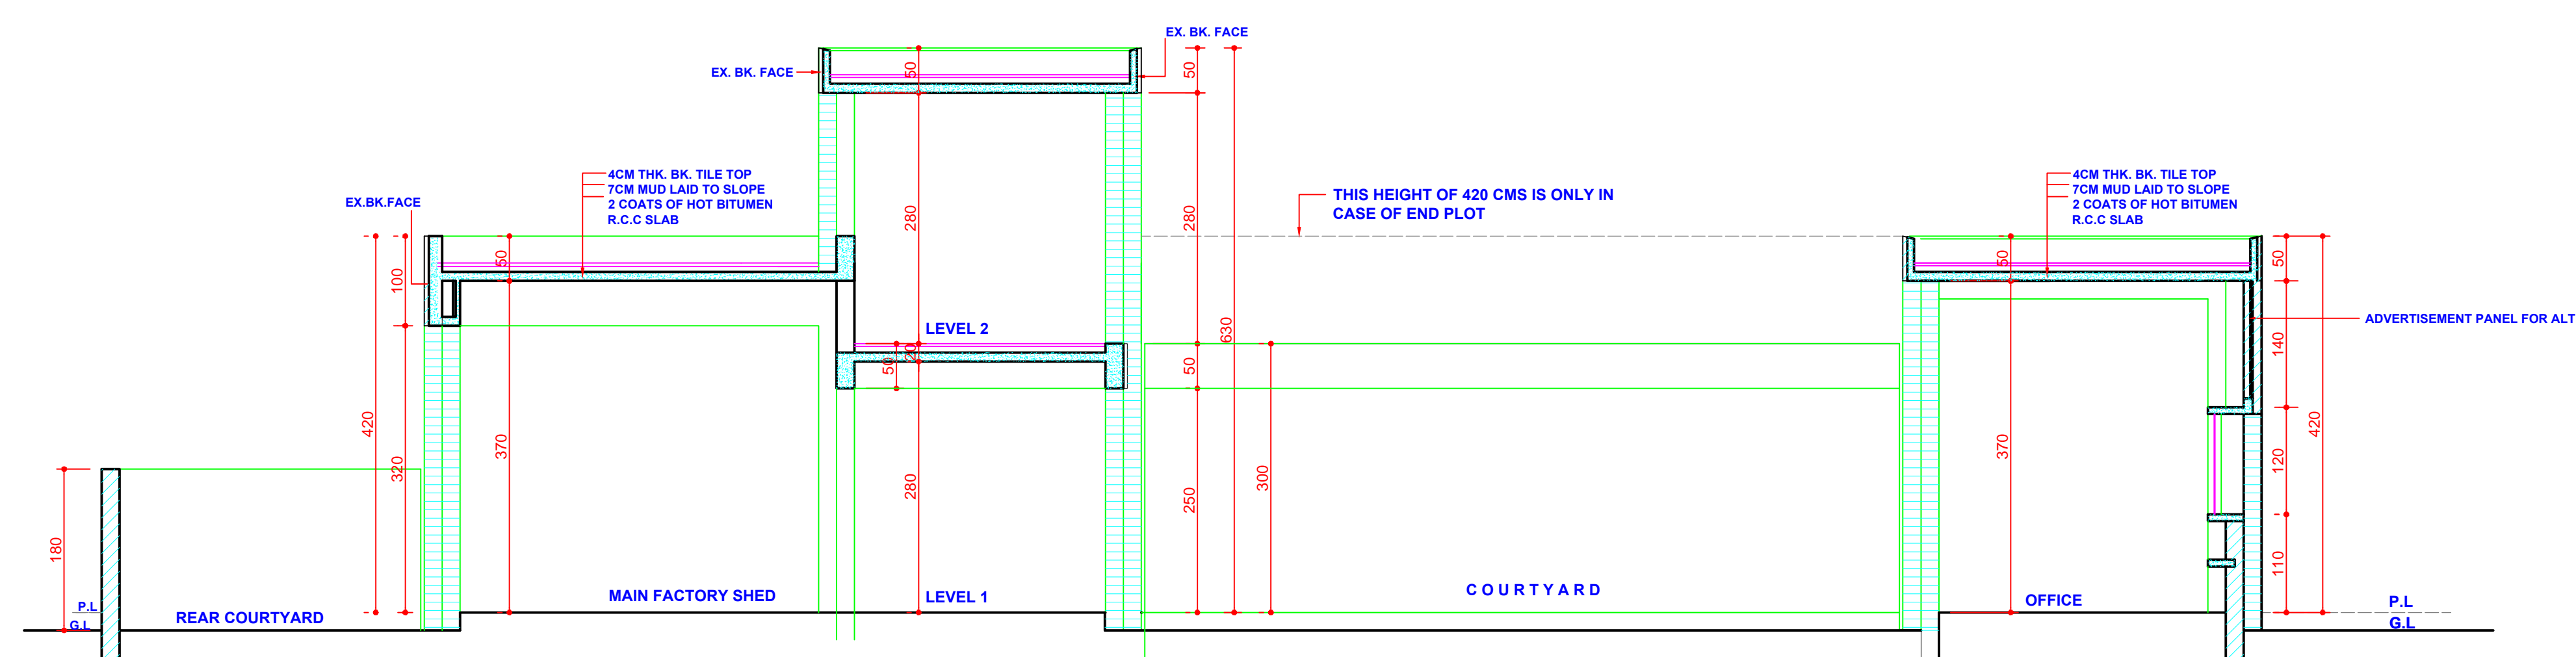 EX. BK. FACE
EX. BK. FACE
50
50
4CM THK. BK. TILE TOP
7CM MUD LAID TO SLOPE
2 COATS OF HOT BITUMEN
R.C.C SLAB
4CM THK. BK. TILE TOP
7CM MUD LAID TO SLOPE
2 COATS OF HOT BITUMEN
R.C.C SLAB
EX.BK.FACE
THIS HEIGHT OF 420 CMS IS ONLY IN
CASE OF END PLOT
280
280
50
50
50
100
ADVERTISEMENT PANEL FOR ALT
LEVEL 2
630
140
20
50
50
420
320
370
370
420
120
300
280
250
180
110
MAIN FACTORY SHED
LEVEL 1
COURTYARD
OFFICE
P.L
G.L
REAR COURTYARD
P.L
G.L